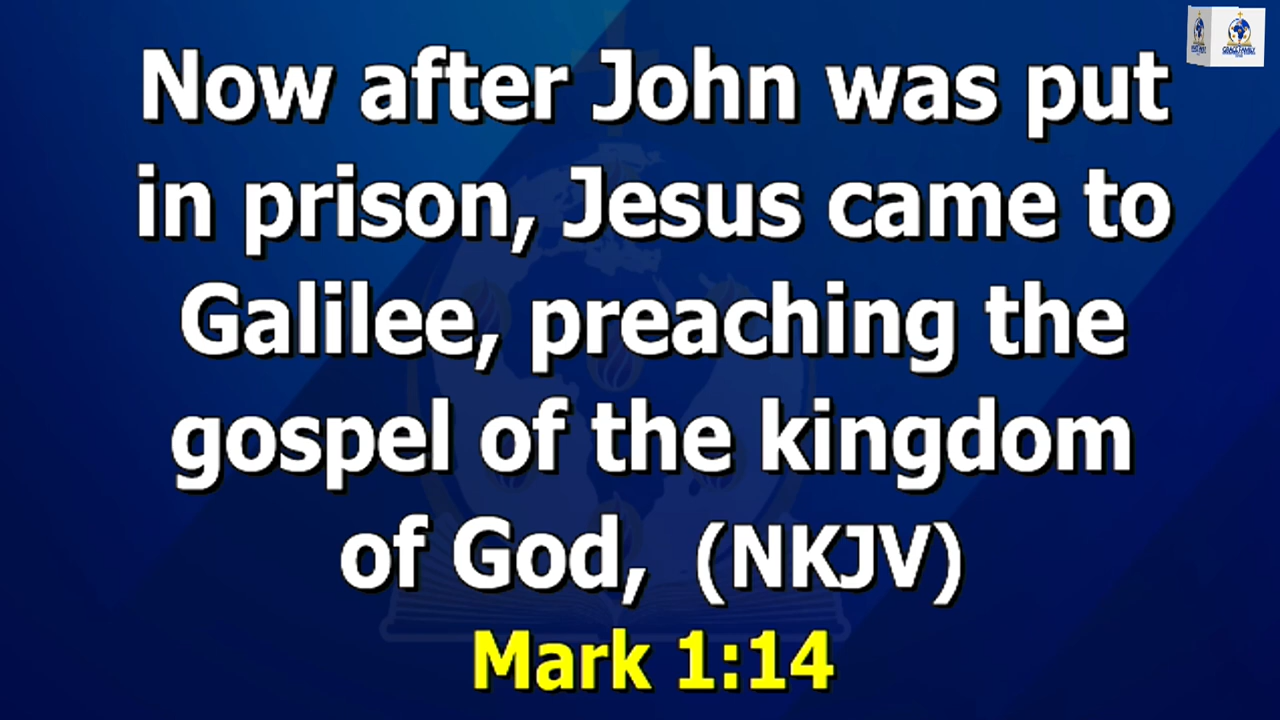 Now after John was put
in prison, Jesus came to
Galilee, preaching the
gospel of the kingdom
of God,  (NKJV)
Mark 1:14